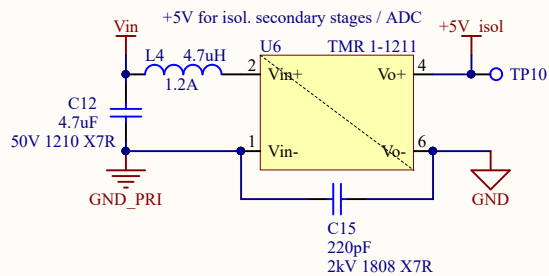 +5V for isol. secondary stages / ADC
Vin
+5V_isol
L4 4.7uH
1.2A
U6 TMR 1-1211
2 Vin+ Vo+ 4
TP10
C12
4.7uF
50V 1210 X7R
1 Vin- Vo- 6
GND_PRI
GND
C15
220pF
2kV 1808 X7R